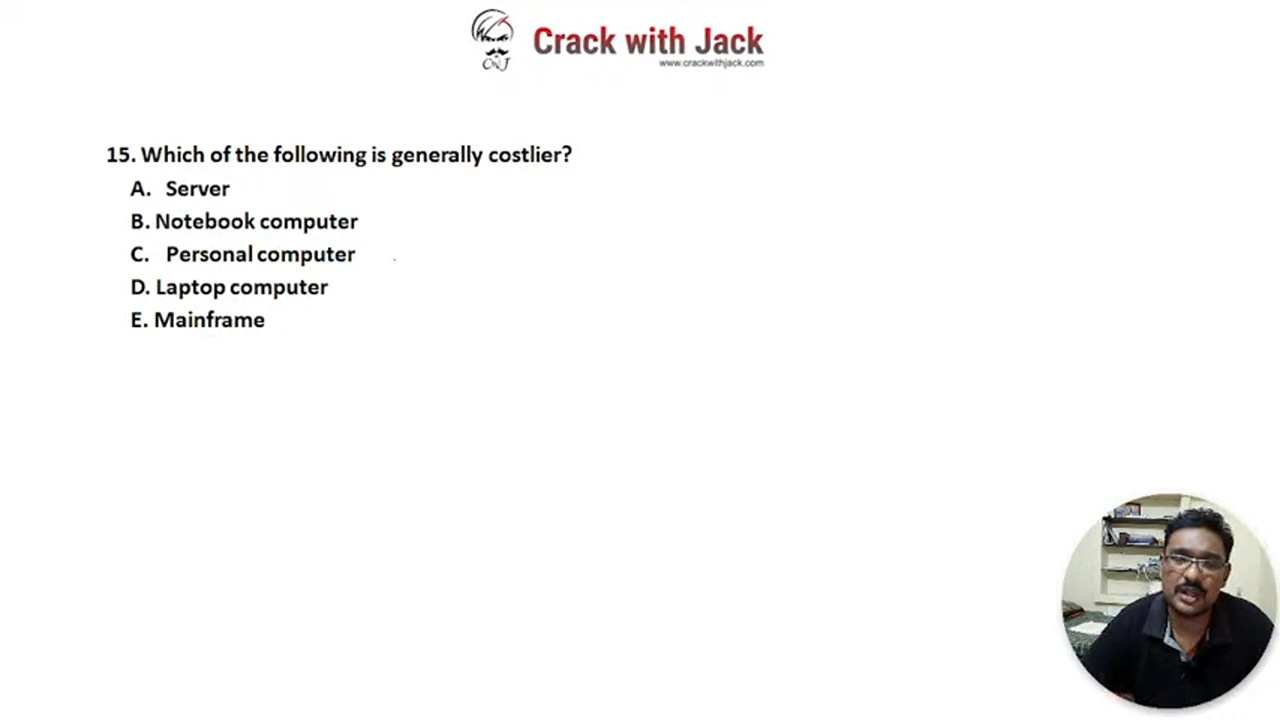 Crack with Jack
www.crackwithjack.com
15. Which of the following is generally costlier?
A. Server
B. Notebook computer
C. Personal computer
D. Laptop computer
E. Mainframe